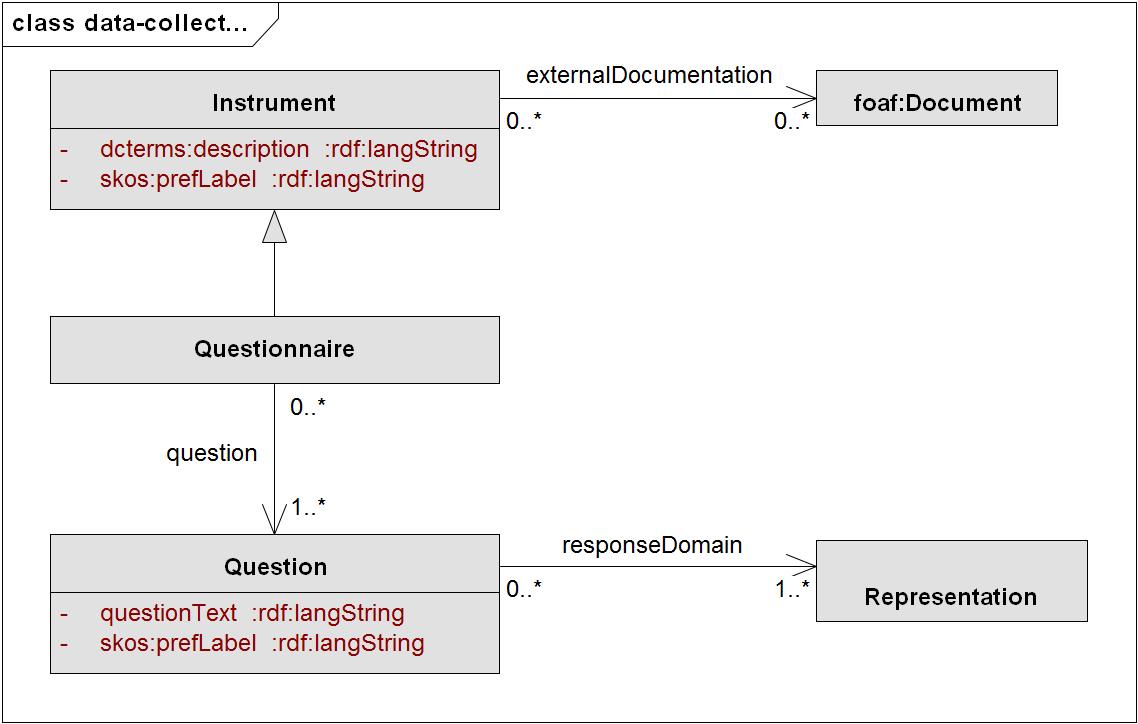 class data-collect...
Instrument
- dcterms:description :rdf:langString
- skos:prefLabel :rdf:langString
externalDocumentation
0..*
0..*
foaf:Document
Questionnaire
0..*
question
1..*
Question
- questionText :rdf:langString
- skos:prefLabel :rdf:langString
responseDomain
0..*
1..*
Representation